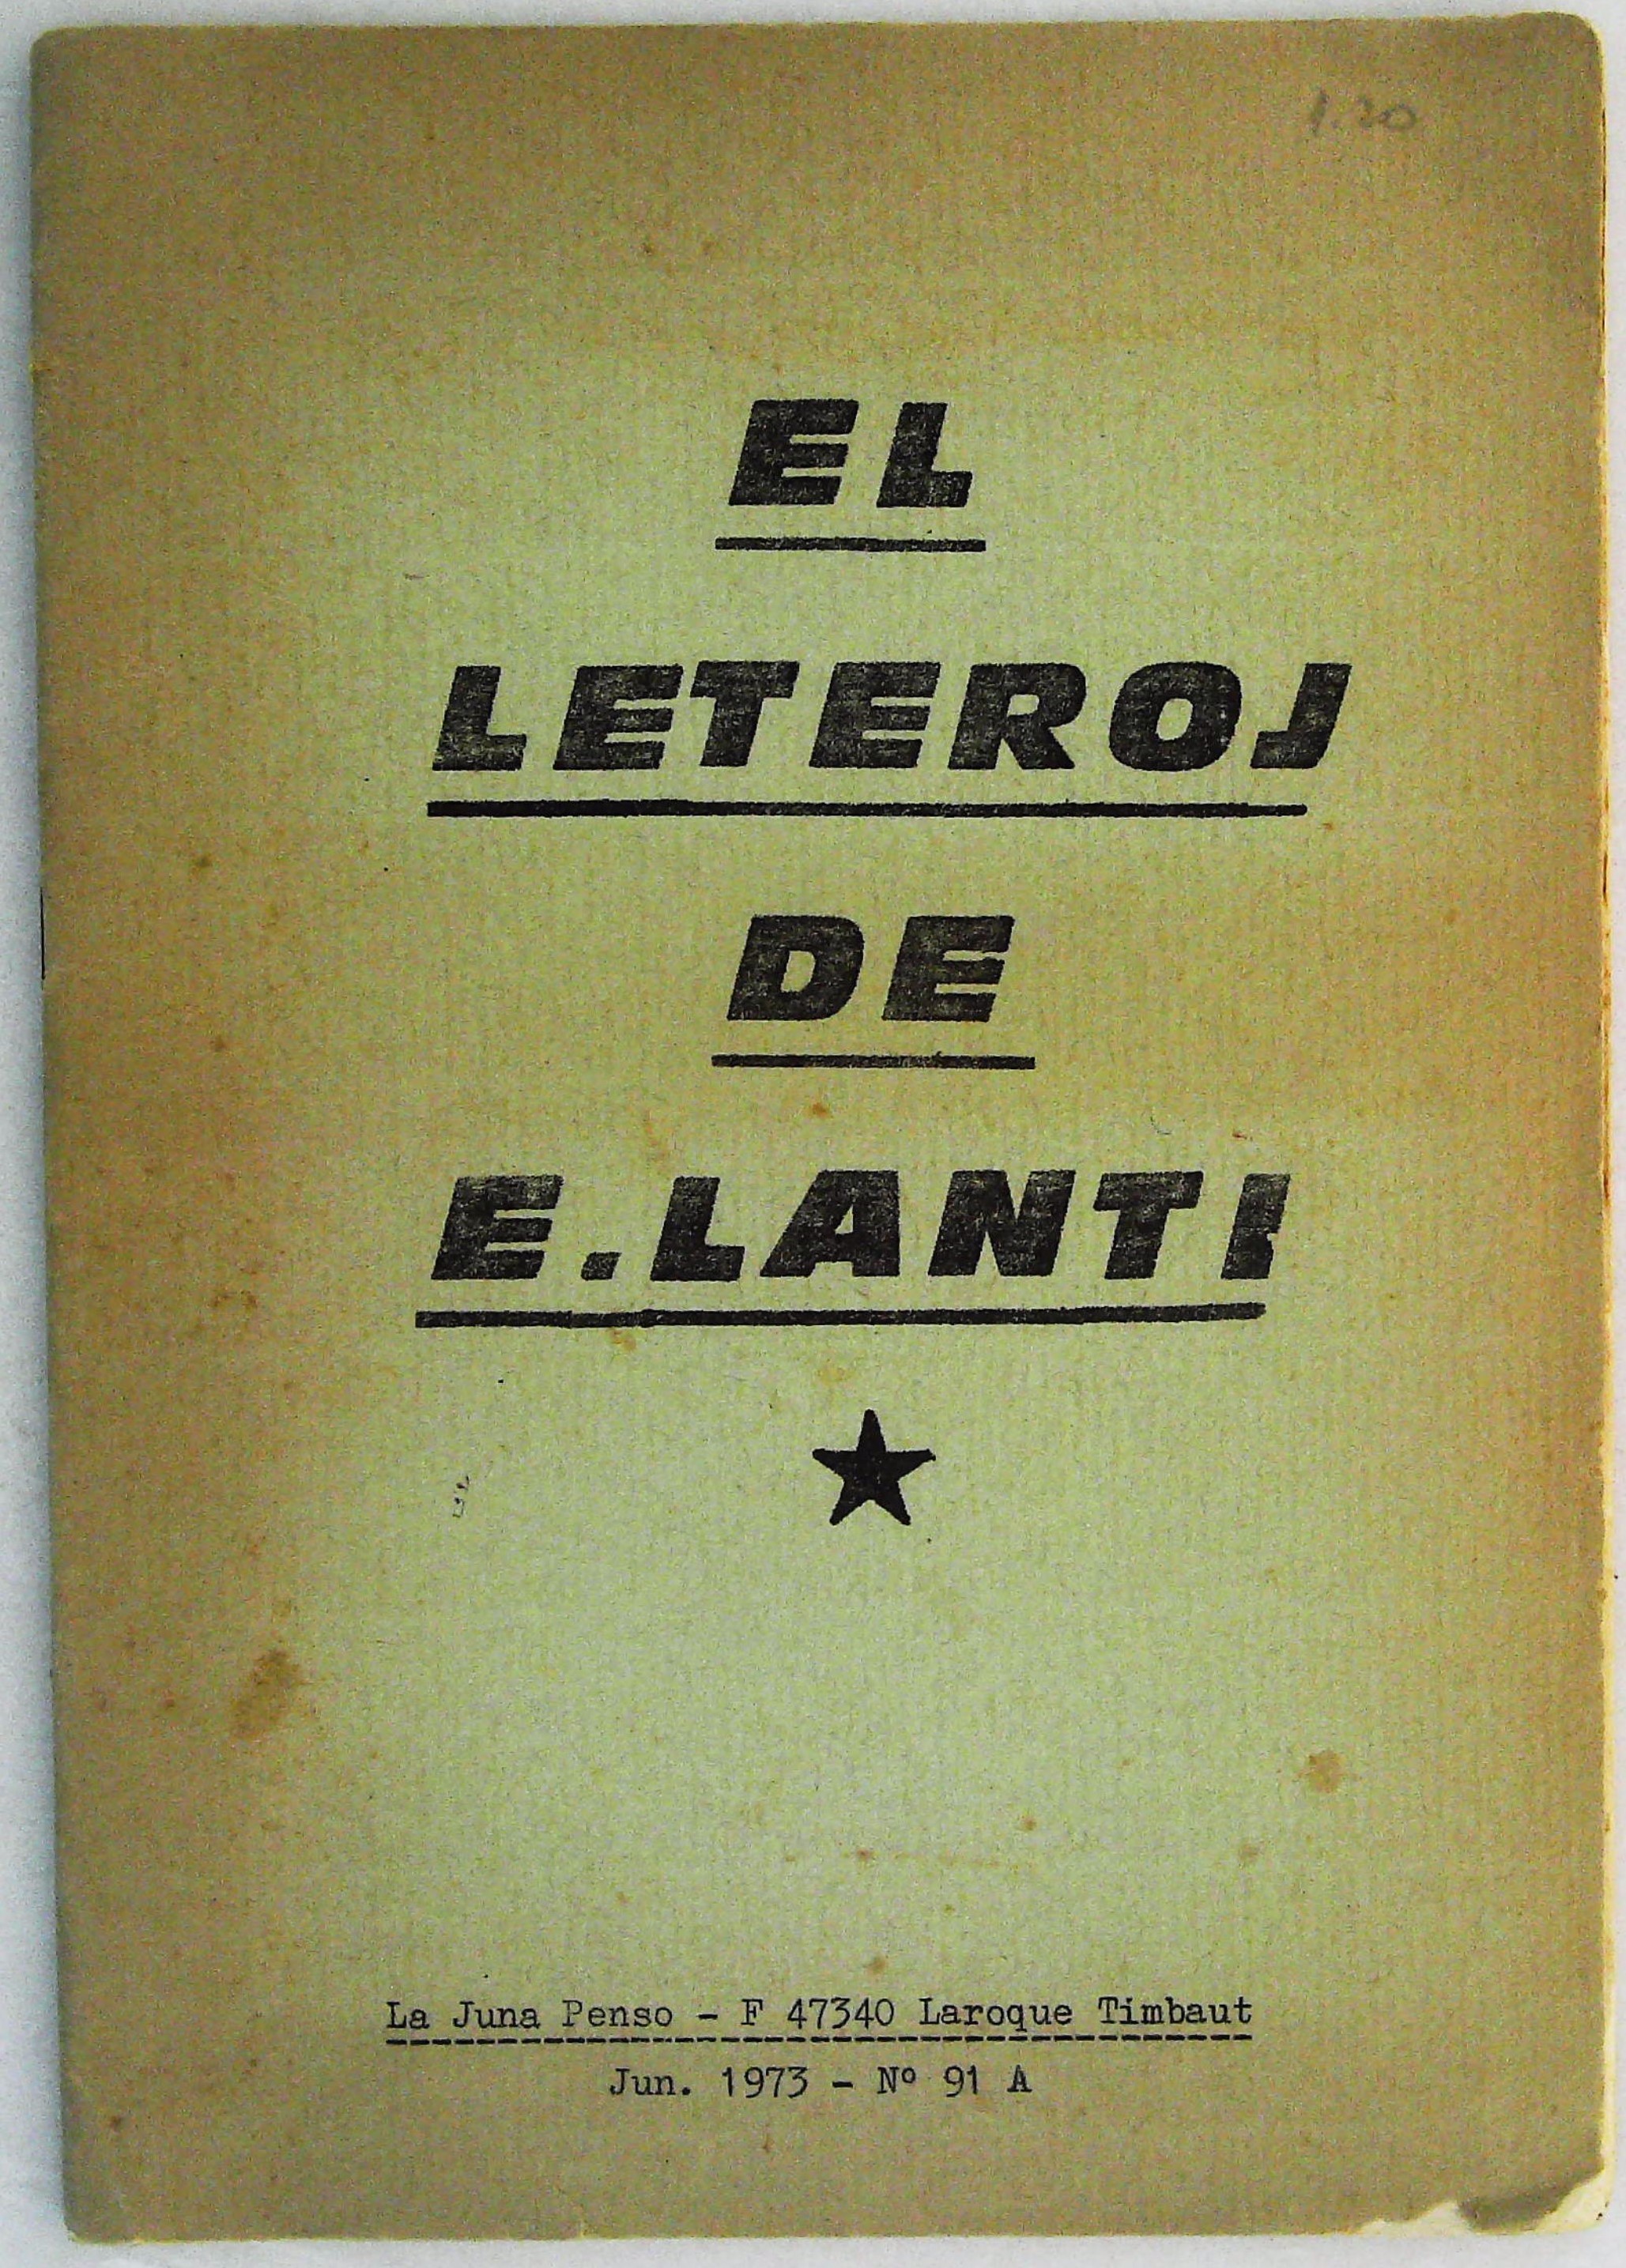 1.20
EL
LETEROJ
DE
E.LANTI
La Juna Penso - F 47340 Laroque Timbaut
Jun. 1973 - Nº 91 A